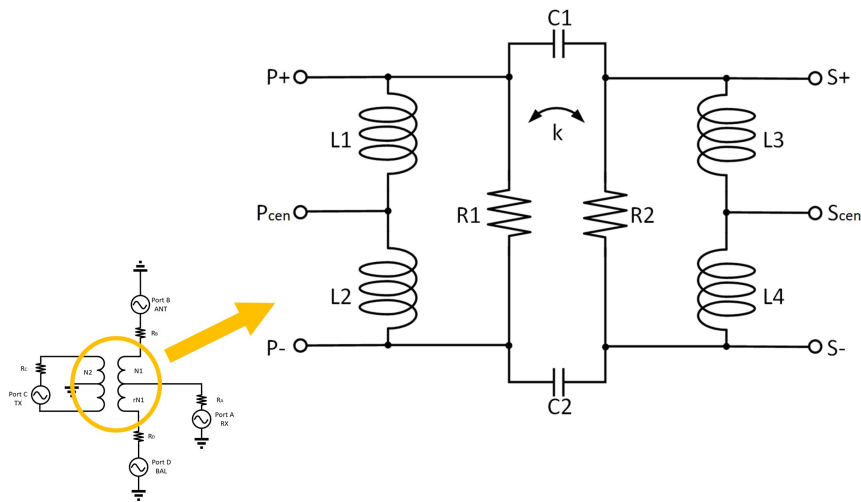 C1
P+
S+
L1
k
L3
Pcen
R1
R2
Scen
L2
L4
P-
S-
C2
Port B
ANT
RB
RC
N2
N1
Port C
TX
rN1
RA
Port A
RX
RD
Port D
BAL